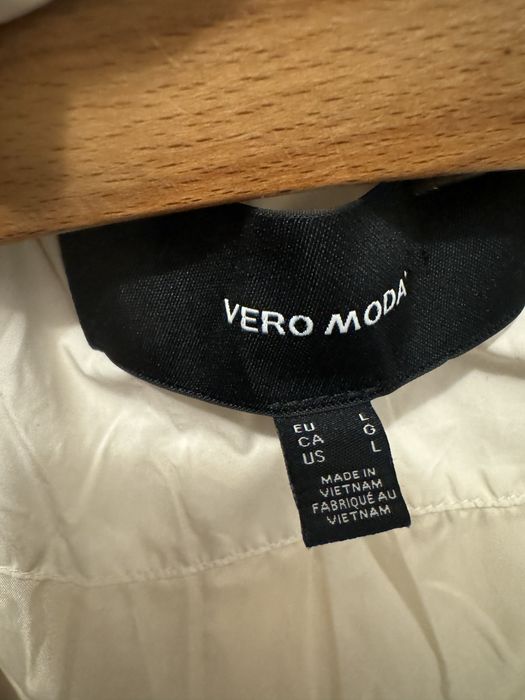 VERO MODA
EU L
CA G
US L
MADE IN
VIETNAM
FABRIQUÉ AU
VIETNAM